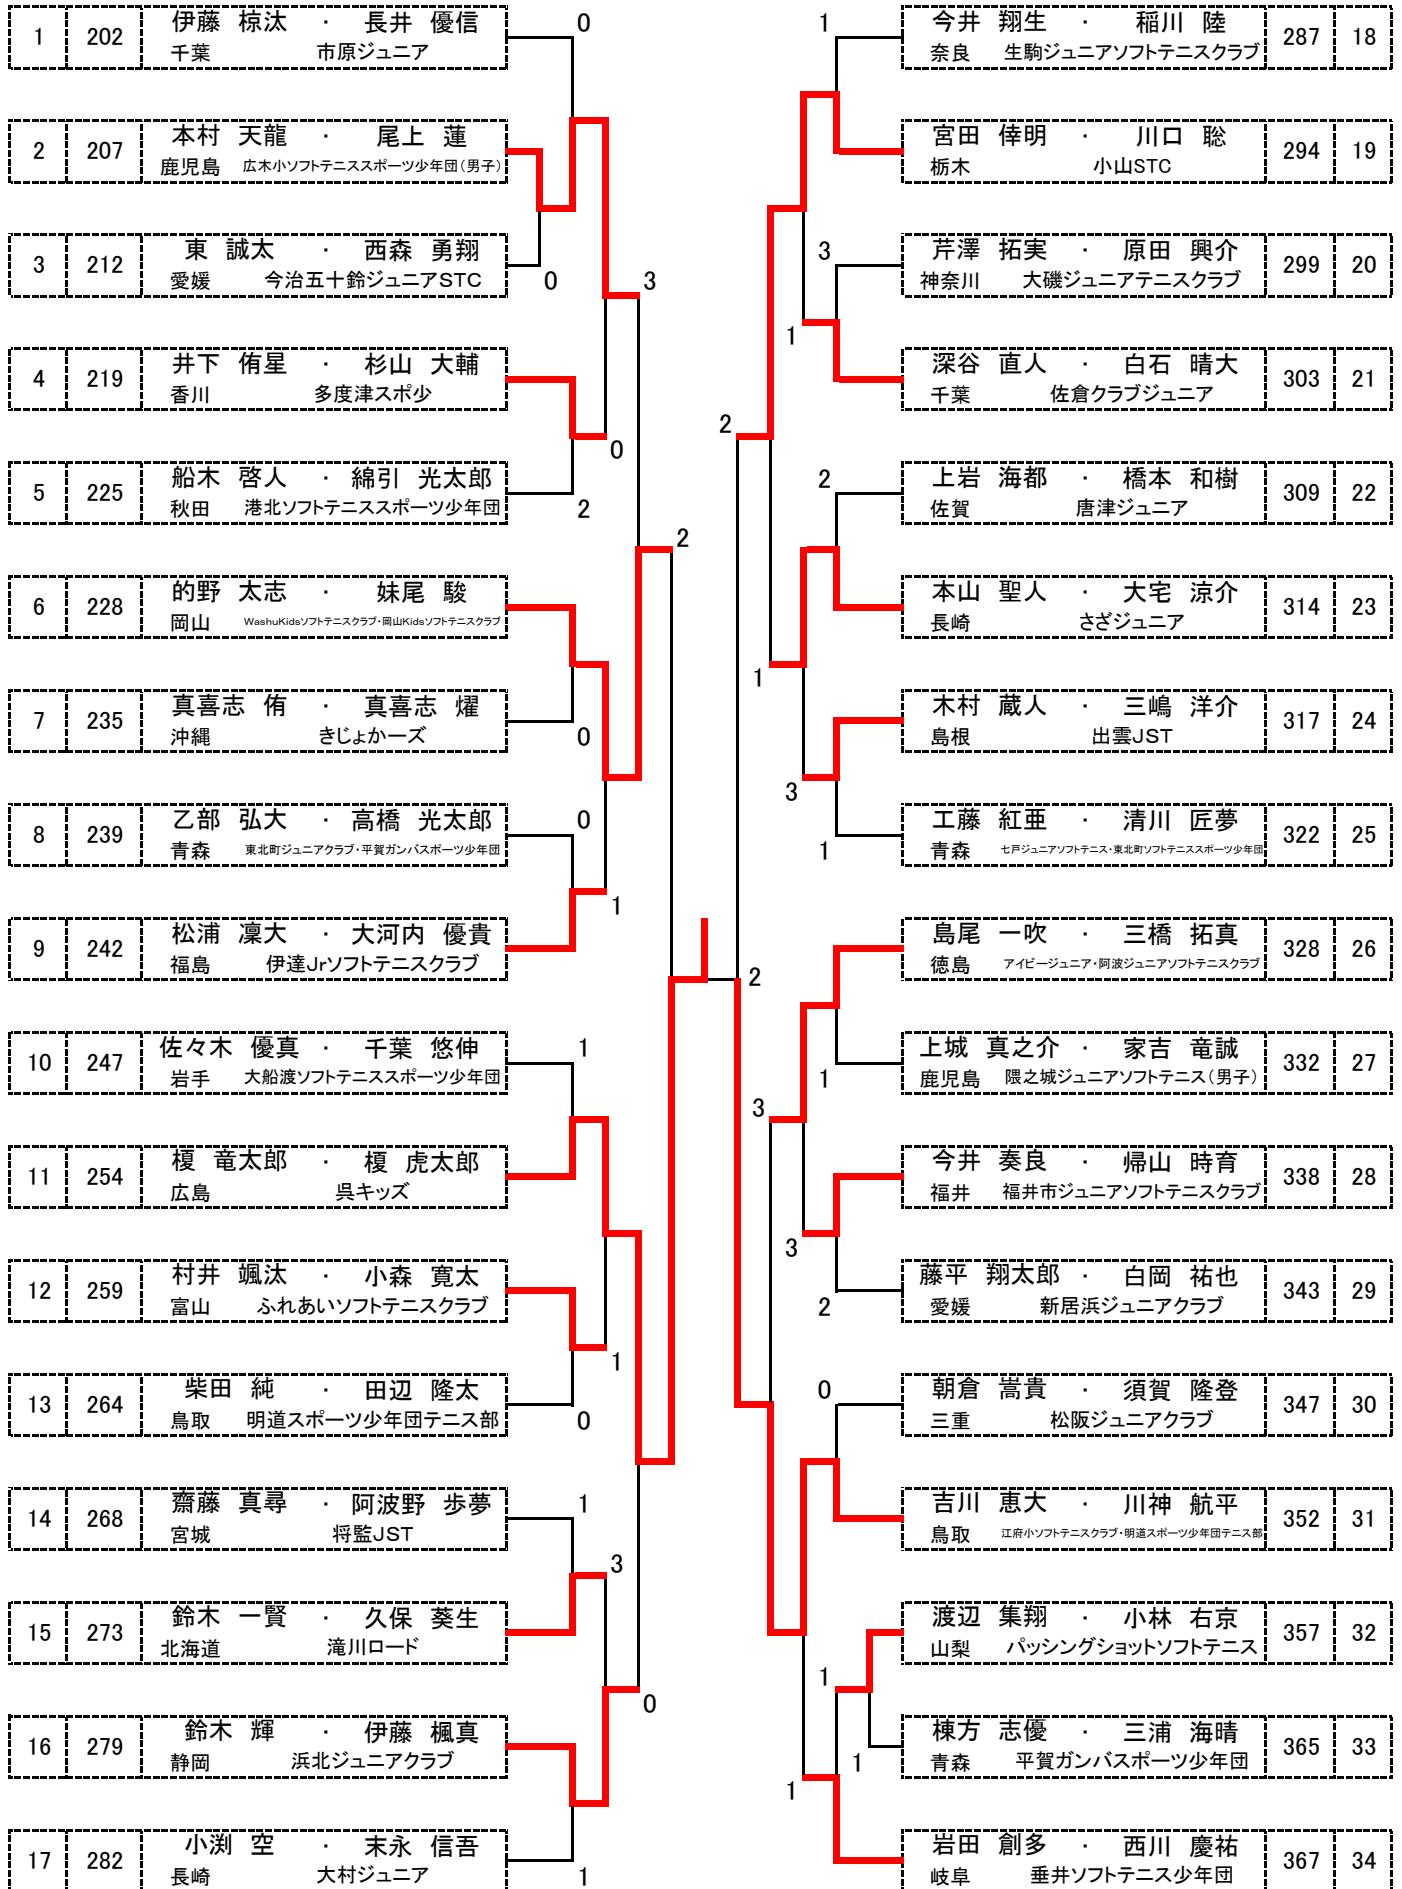 1 202 伊藤 椋汰 ・ 長井 優信
千葉 市原ジュニア
0
2 207 本村 天龍 ・ 尾上 蓮
鹿児島 広木小ソフトテニススポーツ少年団(男子)
3 212 東 誠太 ・ 西森 勇翔
愛媛 今治五十鈴ジュニアSTC
0
3
4 219 井下 侑星 ・ 杉山 大輔
香川 多度津スポ少
0
5 225 船木 啓人 ・ 綿引 光太郎
秋田 港北ソフトテニススポーツ少年団
2
2
6 228 的野 太志 ・ 妹尾 駿
岡山 WashuKidsソフトテニスクラブ・岡山Kidsソフトテニスクラブ
7 235 真喜志 侑 ・ 真喜志 燿
沖縄 きじょかーズ
0
8 239 乙部 弘大 ・ 高橋 光太郎
青森 東北町ジュニアクラブ・平賀ガンバスポーツ少年団
0
1
9 242 松浦 凜大 ・ 大河内 優貴
福島 伊達Jrソフトテニスクラブ
10 247 佐々木 優真 ・ 千葉 悠伸
岩手 大船渡ソフトテニススポーツ少年団
1
11 254 榎 竜太郎 ・ 榎 虎太郎
広島 呉キッズ
12 259 村井 颯汰 ・ 小森 寛太
富山 ふれあいソフトテニスクラブ
1
13 264 柴田 純 ・ 田辺 隆太
鳥取 明道スポーツ少年団テニス部
0
14 268 齋藤 真尋 ・ 阿波野 歩夢
宮城 将監JST
1
3
15 273 鈴木 一賢 ・ 久保 葵生
北海道 滝川ロード
0
16 279 鈴木 輝 ・ 伊藤 楓真
静岡 浜北ジュニアクラブ
17 282 小渕 空 ・ 末永 信吾
長崎 大村ジュニア
1
1
今井 翔生 ・ 稲川 陸 287 18
奈良 生駒ジュニアソフトテニスクラブ
宮田 倖明 ・ 川口 聡 294 19
栃木 小山STC
3
芹澤 拓実 ・ 原田 興介 299 20
神奈川 大磯ジュニアテニスクラブ
1
深谷 直人 ・ 白石 晴大 303 21
千葉 佐倉クラブジュニア
2
2
上岩 海都 ・ 橋本 和樹 309 22
佐賀 唐津ジュニア
本山 聖人 ・ 大宅 涼介 314 23
長崎 さざジュニア
1
木村 蔵人 ・ 三嶋 洋介 317 24
島根 出雲JST
3
工藤 紅亜 ・ 清川 匠夢 322 25
青森 七戸ジュニアソフトテニス・東北町ソフトテニススポーツ少年団
1
島尾 一吹 ・ 三橋 拓真 328 26
徳島 アイビージュニア・阿波ジュニアソフトテニスクラブ
2
上城 真之介 ・ 家吉 竜誠 332 27
鹿児島 隈之城ジュニアソフトテニス(男子)
1
3
今井 奏良 ・ 帰山 時育 338 28
福井 福井市ジュニアソフトテニスクラブ
3
藤平 翔太郎 ・ 白岡 祐也 343 29
愛媛 新居浜ジュニアクラブ
2
0
朝倉 嵩貴 ・ 須賀 隆登 347 30
三重 松阪ジュニアクラブ
吉川 恵大 ・ 川神 航平 352 31
鳥取 江府小ソフトテニスクラブ・明道スポーツ少年団テニス部
渡辺 集翔 ・ 小林 右京 357 32
山梨 パッシングショットソフトテニス
1
棟方 志優 ・ 三浦 海晴 365 33
青森 平賀ガンバスポーツ少年団
1
1
岩田 創多 ・ 西川 慶祐 367 34
岐阜 垂井ソフトテニス少年団